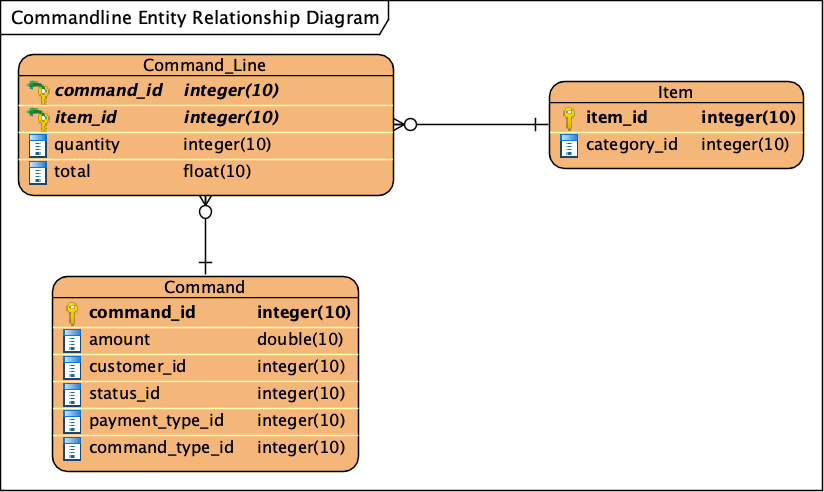 Commandline Entity Relationship Diagram
Command_Line
command_id integer(10)
item_id integer(10)
quantity integer(10)
total float(10)
Item
item_id integer(10)
category_id integer(10)
Command
command_id integer(10)
amount double(10)
customer_id integer(10)
status_id integer(10)
payment_type_id integer(10)
command_type_id integer(10)